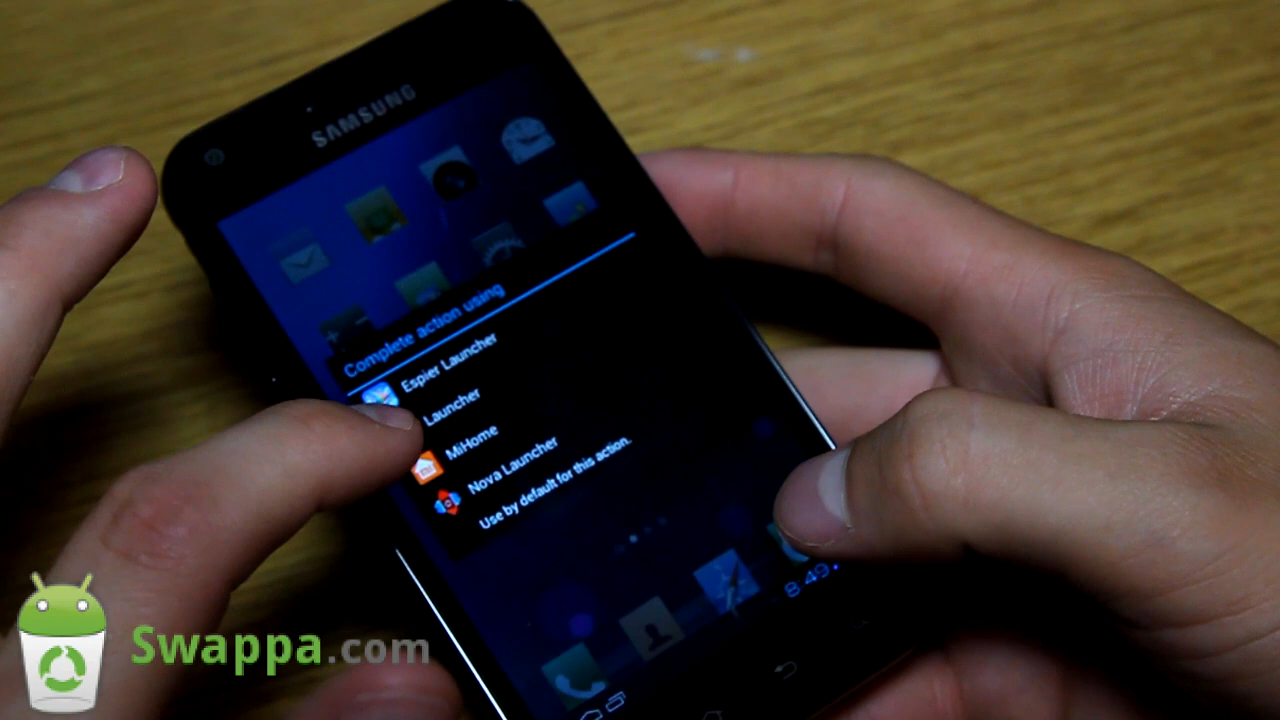 SAMSUNG
Complete action using
Espier Launcher
Launcher
MiHome
Nova Launcher
Use by default for this action.
8:49
Swappa.com